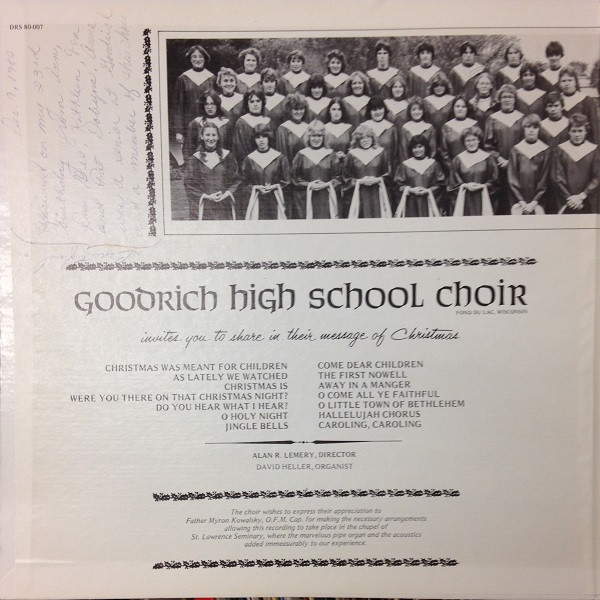 DRS 80-007
GOODRICH HIGH SCHOOL CHOIR
FOND DU LAC, WISCONSIN
invites you to share in their message of Christmas
CHRISTMAS WAS MEANT FOR CHILDREN
AS LATELY WE WATCHED
CHRISTMAS IS
WERE YOU THERE ON THAT CHRISTMAS NIGHT?
DO YOU HEAR WHAT I HEAR?
O HOLY NIGHT
JINGLE BELLS
COME DEAR CHILDREN
THE FIRST NOWELL
AWAY IN A MANGER
O COME ALL YE FAITHFUL
O LITTLE TOWN OF BETHLEHEM
HALLELUJAH CHORUS
CAROLING, CAROLING
ALAN R. LEMERY, DIRECTOR
DAVID HELLER, ORGANIST
The choir wishes to express their appreciation to
Father Myron Kowalsky, O.F.M. Cap. for making the necessary arrangements
allowing this recording to take place in the chapel of
St. Lawrence Seminary, where the marvelous pipe organ and the acoustics
added immeasurably to our experience.